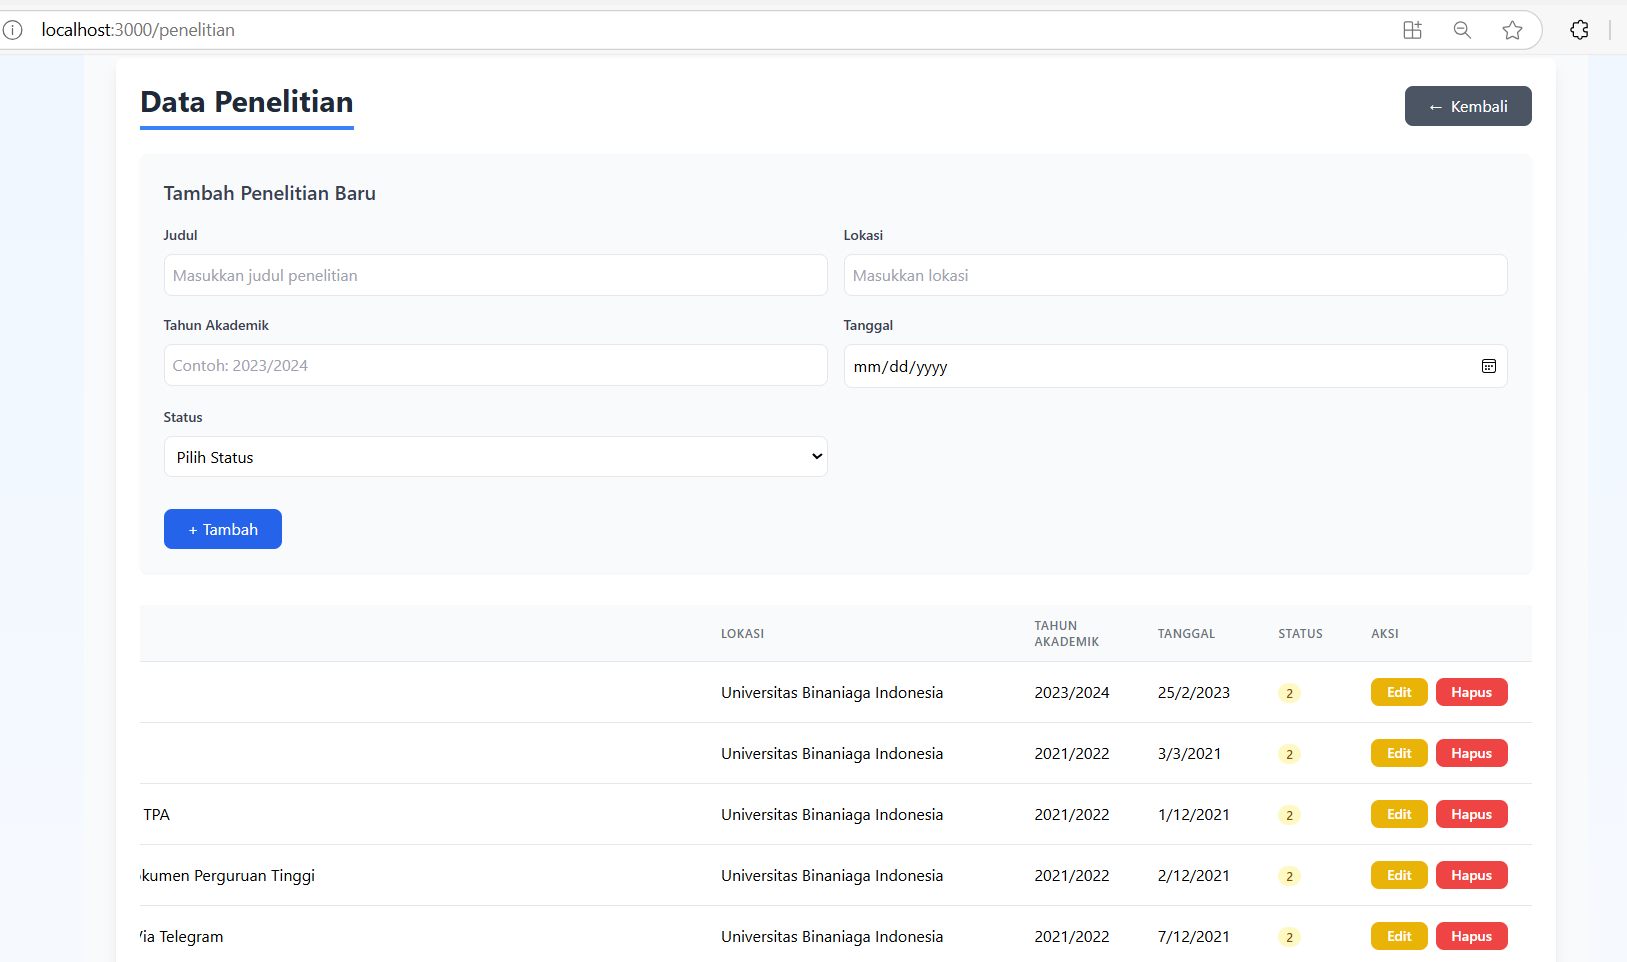 localhost:3000/penelitian
Data Penelitian
← Kembali
Tambah Penelitian Baru
Judul
Lokasi
Masukkan judul penelitian
Masukkan lokasi
Tahun Akademik
Tanggal
Contoh: 2023/2024
mm/dd/yyyy
Status
Pilih Status
+ Tambah
LOKASI
TAHUN
AKADEMIK
TANGGAL
STATUS
AKSI
Universitas Binaniaga Indonesia 2023/2024 25/2/2023 2 Edit Hapus
Universitas Binaniaga Indonesia 2021/2022 3/3/2021 2 Edit Hapus
TPA Universitas Binaniaga Indonesia 2021/2022 1/12/2021 2 Edit Hapus
kumen Perguruan Tinggi Universitas Binaniaga Indonesia 2021/2022 2/12/2021 2 Edit Hapus
ia Telegram Universitas Binaniaga Indonesia 2021/2022 7/12/2021 2 Edit Hapus